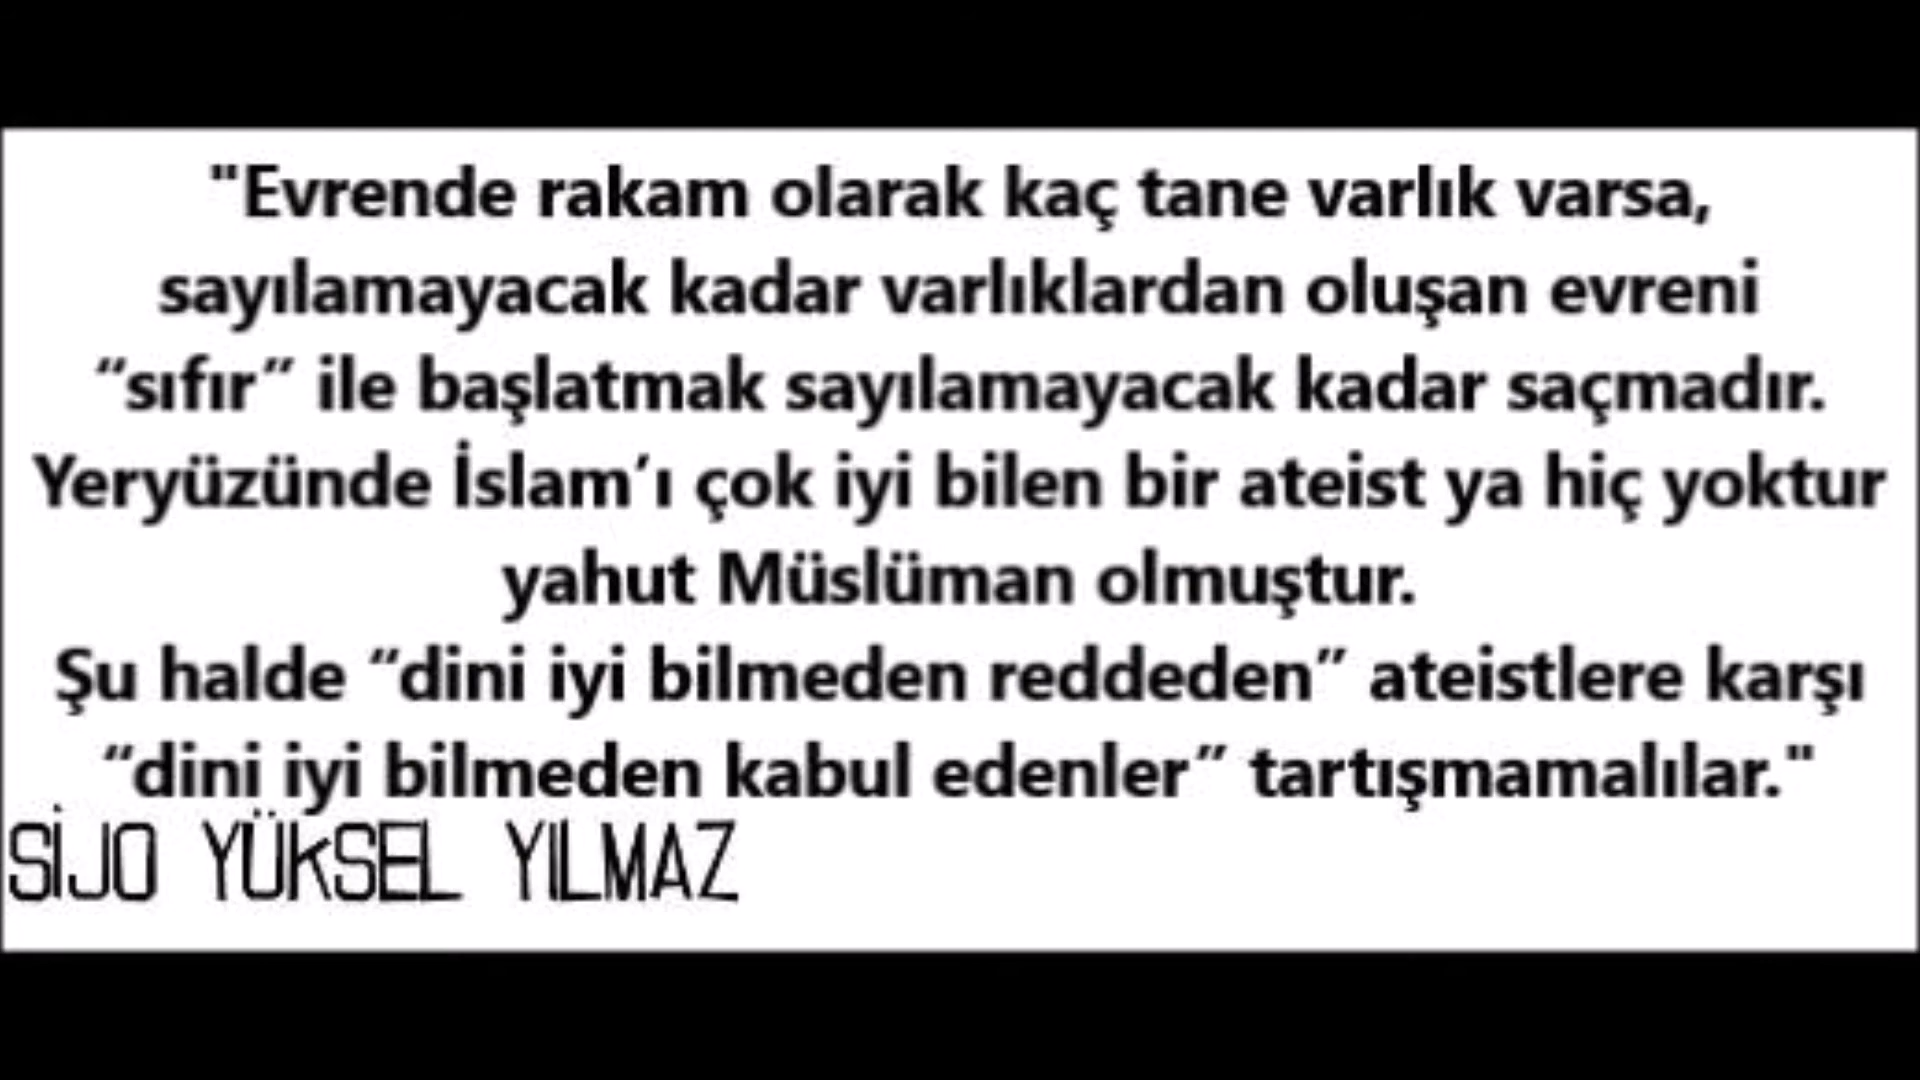 "Evrende rakam olarak kaç tane varlık varsa,
sayılamayacak kadar varlıklardan oluşan evreni
“sıfır” ile başlatmak sayılamayacak kadar saçmadır.
Yeryüzünde İslam’ı çok iyi bilen bir ateist ya hiç yoktur
yahut Müslüman olmuştur.
Şu halde “dini iyi bilmeden reddeden” ateistlere karşı
“dini iyi bilmeden kabul edenler” tartışmamalılar."
SİJO YÜKSEL YILMAZ